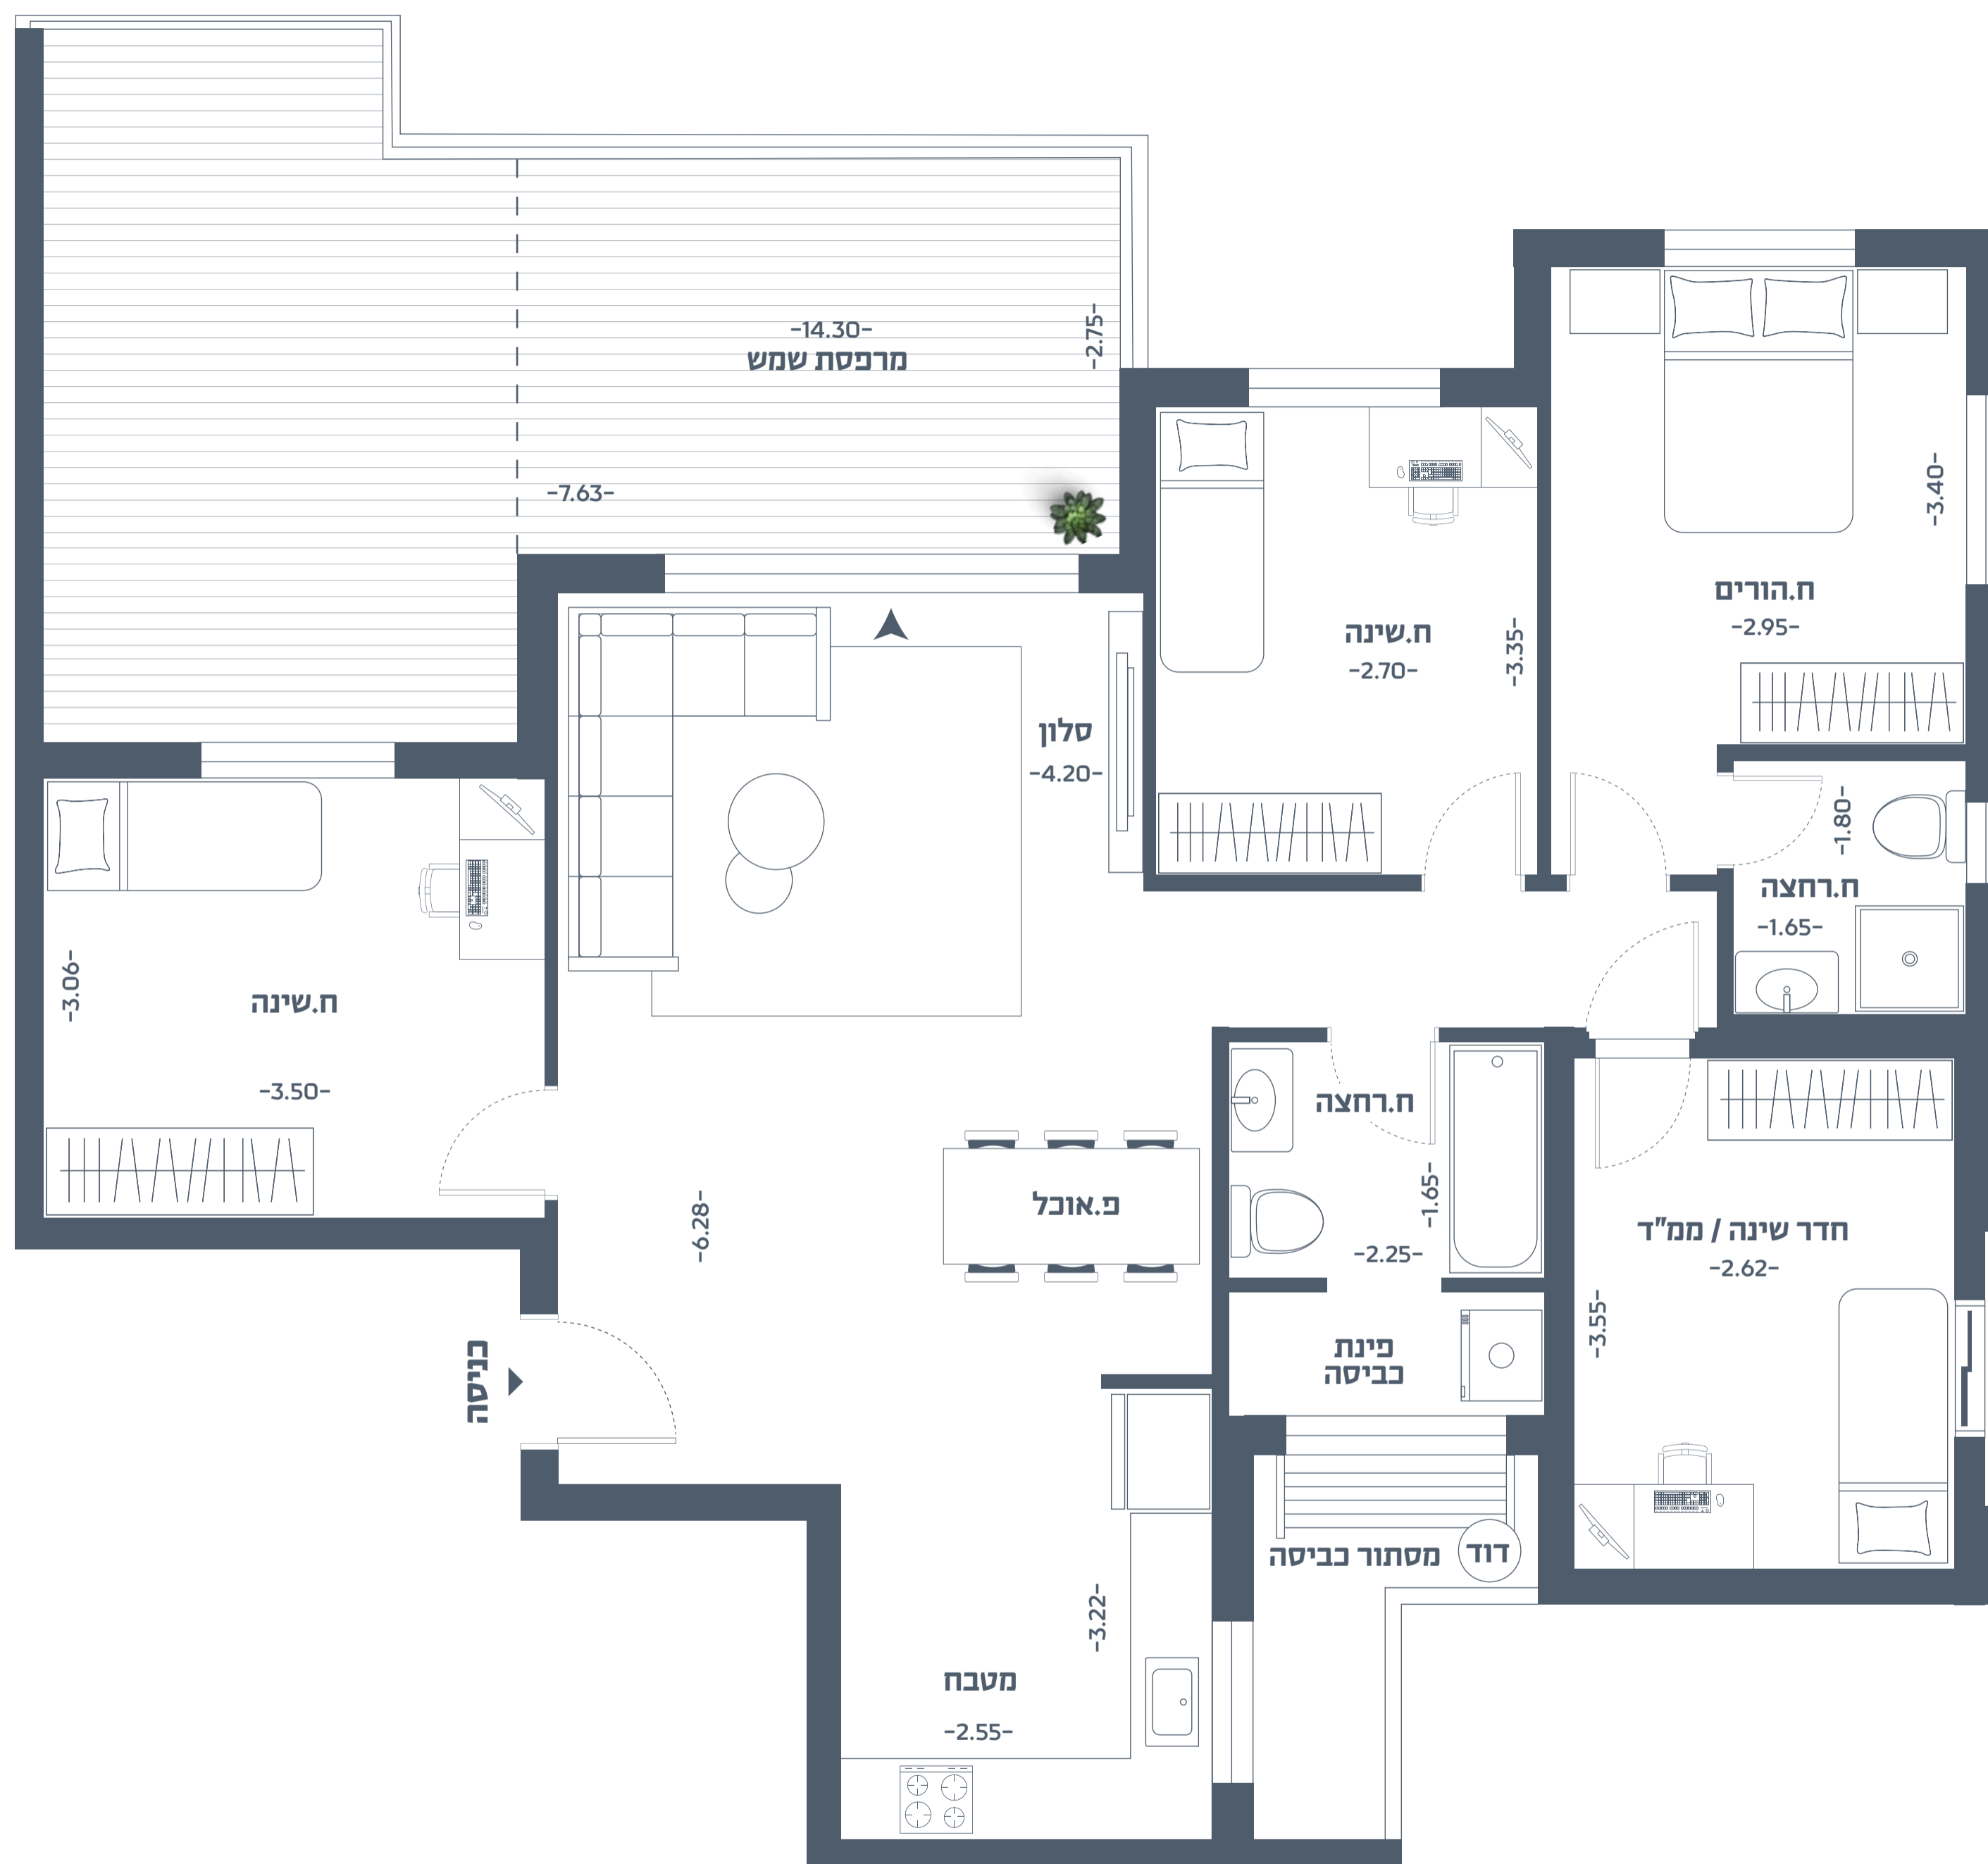 -14.30-
מרפסת שמש
-2.75-
-7.63-
ח.הורים
-2.95-
-3.40-
ח.שינה
-2.70-
-3.35-
סלון
-4.20-
-1.80-
ח.רחצה
-1.65-
ח.שינה
-3.06-
-3.50-
ח.רחצה
-1.65-
-2.25-
פ.אוכל
-6.28-
חדר שינה / ממ"ד
-2.62-
-3.55-
פינת
כביסה
כניסה
מסתור כביסה
דוד
-3.22-
מטבח
-2.55-